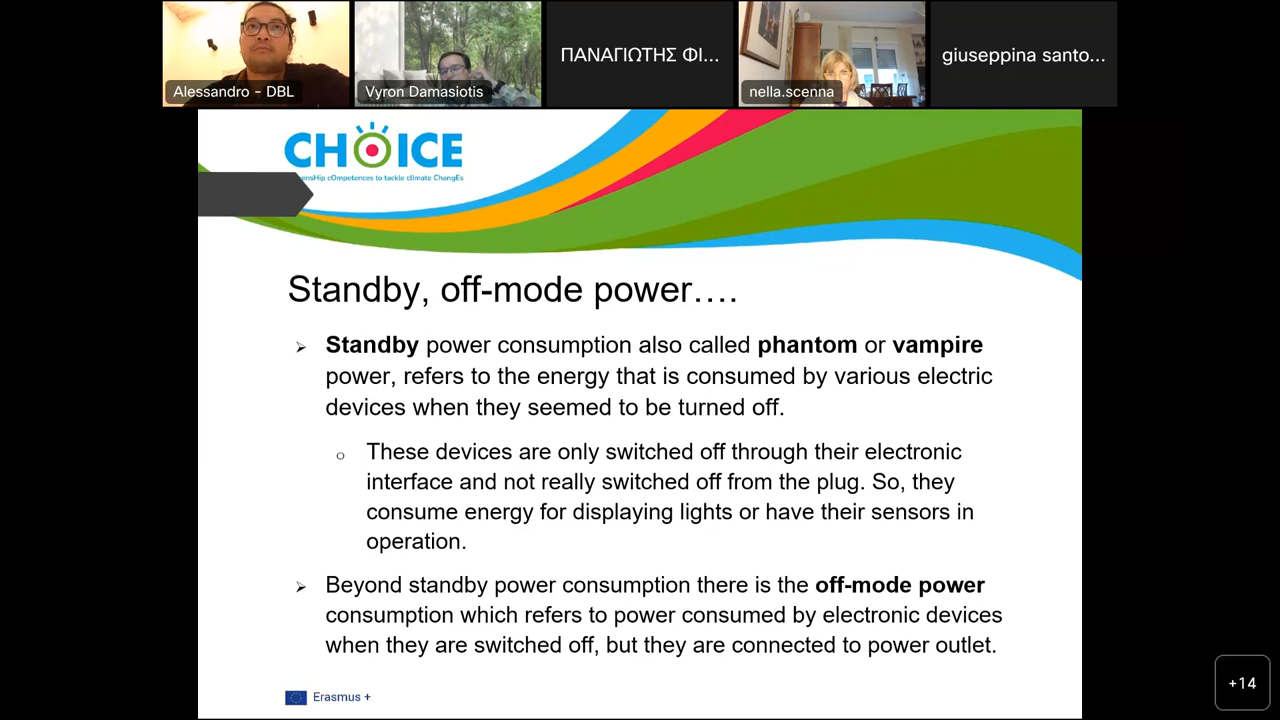 Alessandro - DBL
Vyron Damasiotis
ΠΑΝΑΓΙΩΤΗΣ ΦΙ...
nella.scenna
giuseppina santo...
CHOICE
cOmpetences to tackle clImate ChangEs
Standby, off-mode power….
➢ Standby power consumption also called phantom or vampire
power, refers to the energy that is consumed by various electric
devices when they seemed to be turned off.
o These devices are only switched off through their electronic
interface and not really switched off from the plug. So, they
consume energy for displaying lights or have their sensors in
operation.
➢ Beyond standby power consumption there is the off-mode power
consumption which refers to power consumed by electronic devices
when they are switched off, but they are connected to power outlet.
Erasmus +
+14